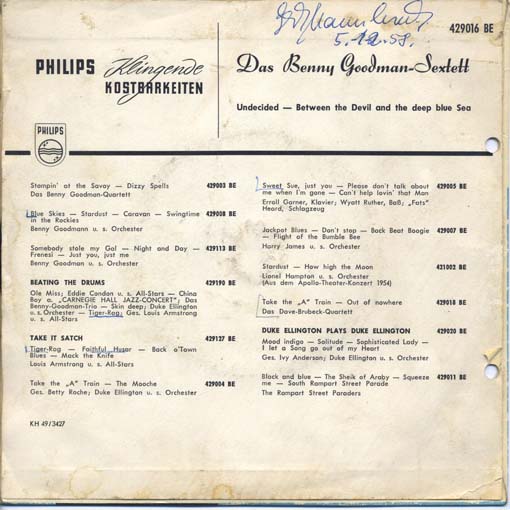 5.12.58.
429016 BE
PHILIPS Klingende
KOSTBARKEITEN
Das Benny Goodman-Sextett
Undecided — Between the Devil and the deep blue Sea
PHILIPS
Stompin' at the Savoy — Dizzy Spells 429003 BE
Das Benny Goodman-Quartett
Blue Skies — Stardust — Caravan — Swingtime 429008 BE
in the Rockies
Benny Goodmann u. s. Orchester
Somebody stole my Gal — Night and Day — 429113 BE
Frenesi — Just you, just me
Benny Goodman u. s. Orchester
BEATING THE DRUMS 429190 BE
Ole Miss; Eddie Condon u. s. All-Stars — China
Boy a. „CARNEGIE HALL JAZZ-CONCERT"; Das
Benny-Goodman-Trio — Skin deep; Duke Ellington
u. s. Orchester — Tiger-Rag; Ges. Louis Armstrong
u. s. All-Stars
TAKE IT SATCH 429127 BE
Tiger-Rag — Faithful Husar — Back o'Town
Blues — Mack the Knife
Louis Armstrong u. s. All-Stars
Take the „A" Train — The Mooche 429004 BE
Ges. Betty Roche; Duke Ellington u. s. Orchester
KH 49/3427
Sweet Sue, just you — Please don't talk about 429005 BE
me when I'm gone — Can't help lovin' that Man
Erroll Garner, Klavier; Wyatt Ruther, Baß; „Fats"
Heard, Schlagzeug
Jackpot Blues — Don't stop — Back Beat Boogie 429007 BE
— Flight of the Bumble Bee
Harry James u. s. Orchester
Stardust — How high the Moon 421002 BE
Lionel Hampton u. s. Orchester
(Aus dem Apollo-Theater-Konzert 1954)
Take the „A" Train — Out of nowhere 429018 BE
Das Dave-Brubeck-Quartett
DUKE ELLINGTON PLAYS DUKE ELLINGTON 429020 BE
Mood indigo — Solitude — Sophisticated Lady —
I let a Song go out of my Heart
Ges. Ivy Anderson; Duke Ellington u. s. Orchester
Black and blue — The Sheik of Araby — Squeeze 429011 BE
me — South Rampart Street Parade
The Rampart Street Paraders